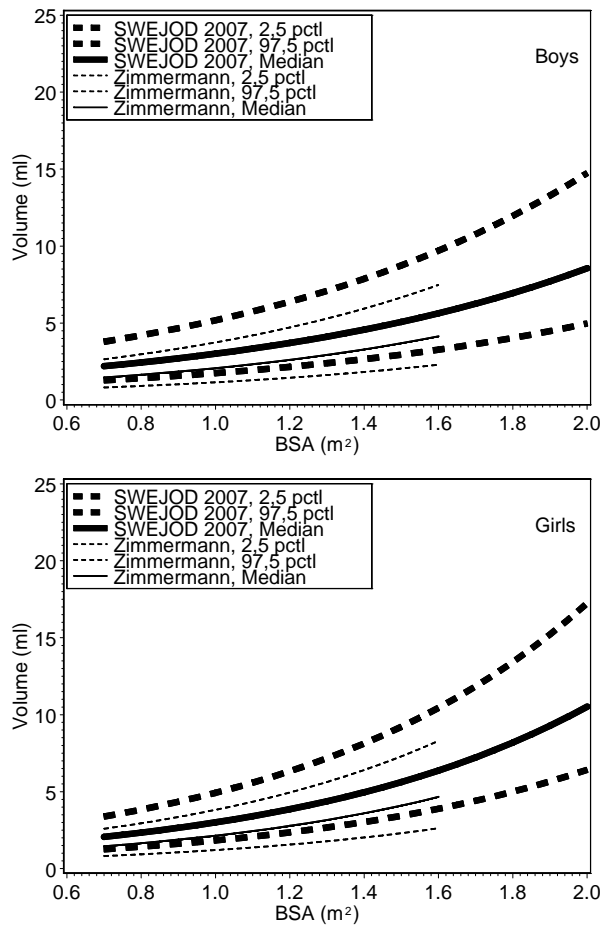 25
SWEJOD 2007, 2,5 pctl
SWEJOD 2007, 97,5 pctl
SWEJOD 2007, Median
Zimmermann, 2,5 pctl
Zimmermann, 97,5 pctl
Zimmermann, Median
Boys
20
15
10
5
0
Volume (ml)
0.6 0.8 1.0 1.2 1.4 1.6 1.8 2.0
BSA (m²)
25
SWEJOD 2007, 2,5 pctl
SWEJOD 2007, 97,5 pctl
SWEJOD 2007, Median
Zimmermann, 2,5 pctl
Zimmermann, 97,5 pctl
Zimmermann, Median
Girls
20
15
10
5
0
Volume (ml)
0.6 0.8 1.0 1.2 1.4 1.6 1.8 2.0
BSA (m²)